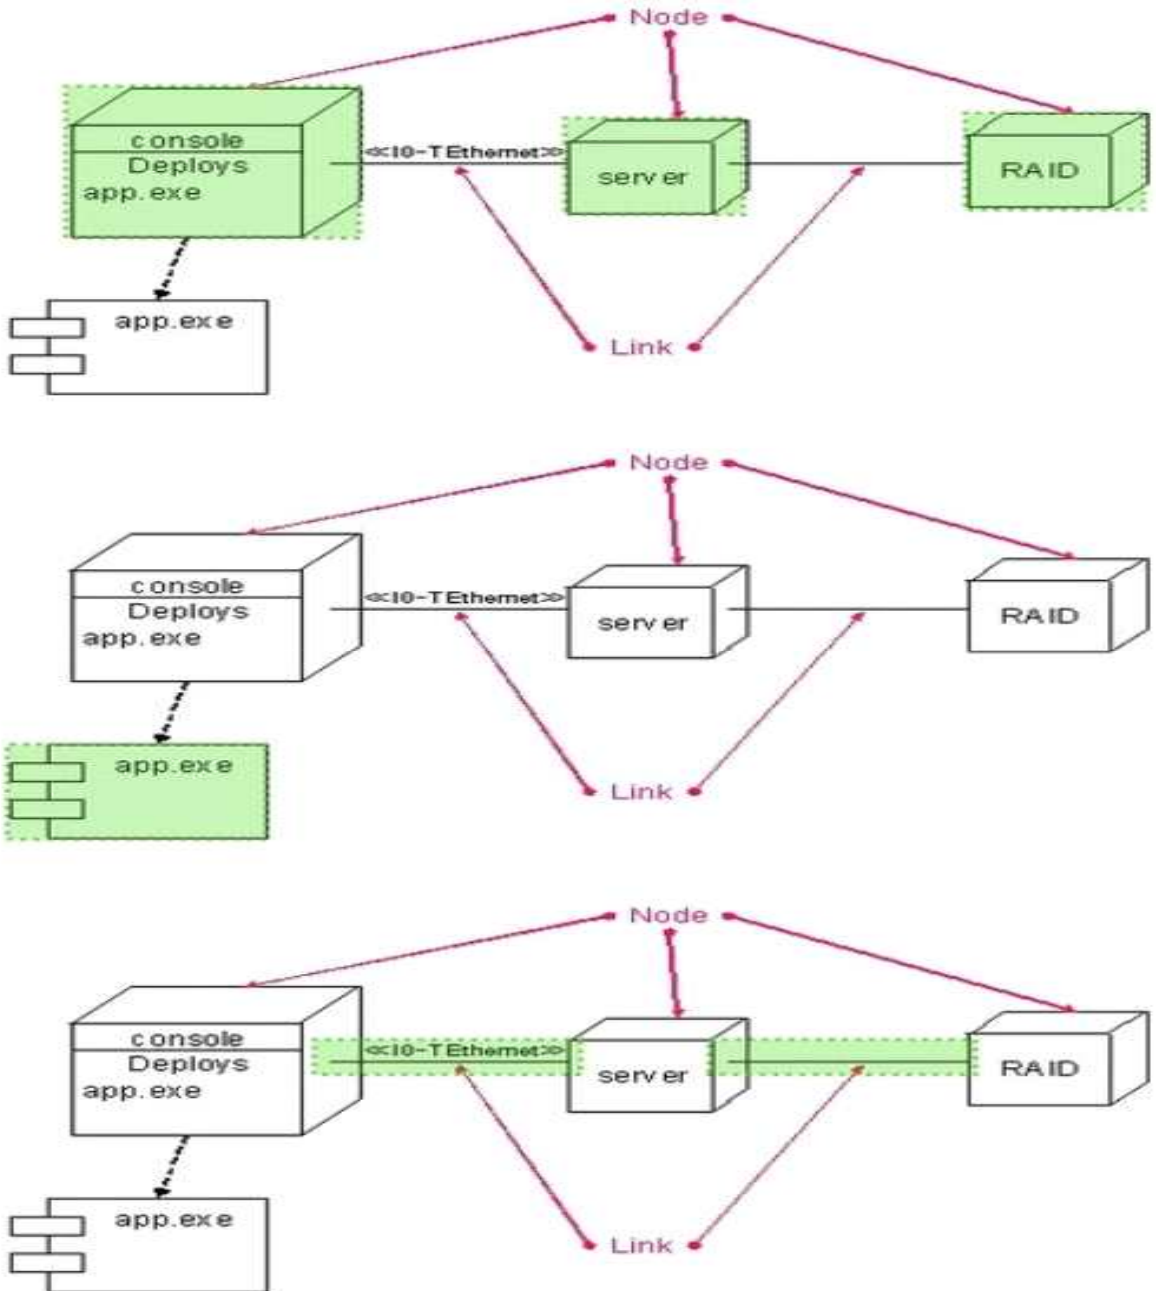 Node
console
Deploys
app.exe
<<10-TEthernet>>
server
RAID
app.exe
Link
Node
console
Deploys
app.exe
<<10-TEthernet>>
server
RAID
app.exe
Link
Node
console
Deploys
app.exe
<<10-TEthernet>>
server
RAID
app.exe
Link